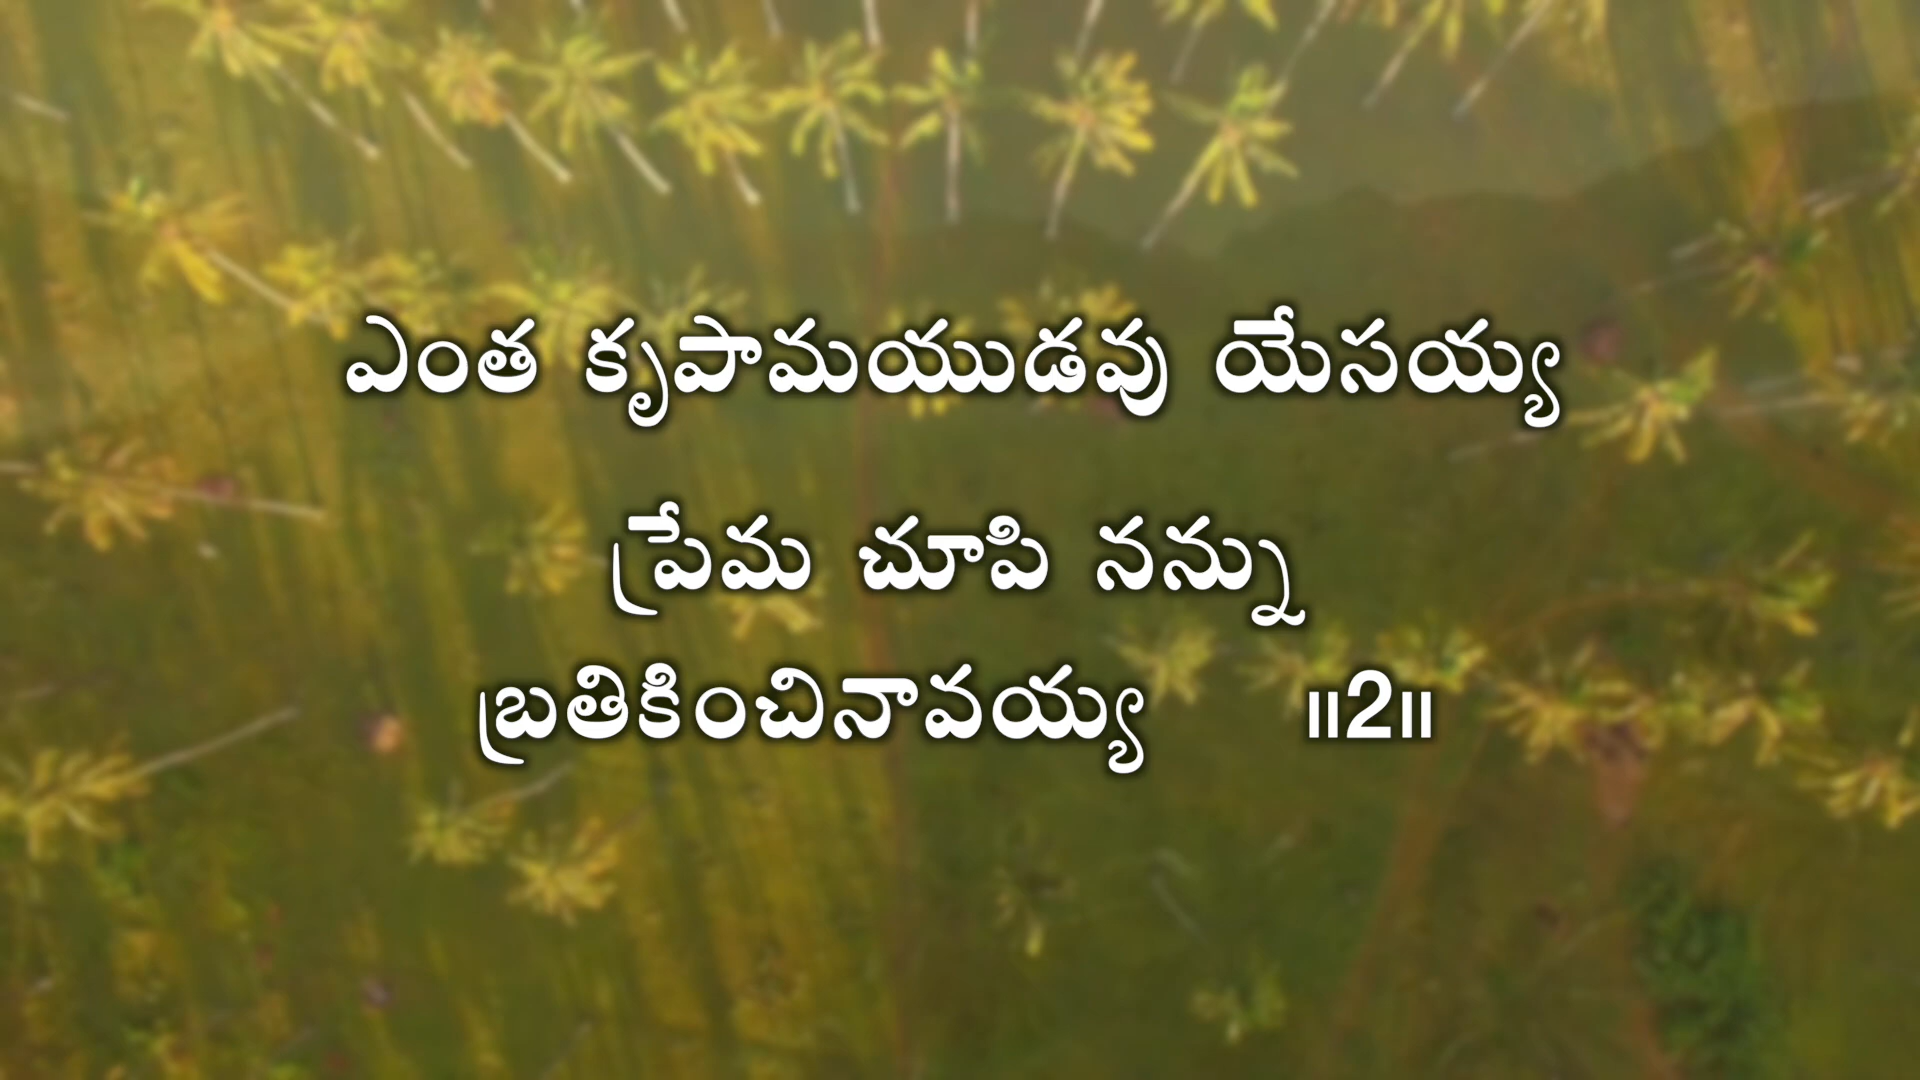 ఎంత కృపామయుడవు యేసయ్య
ప్రేమ చూపి నన్ను
బ్రతికించినావయ్య ॥2॥